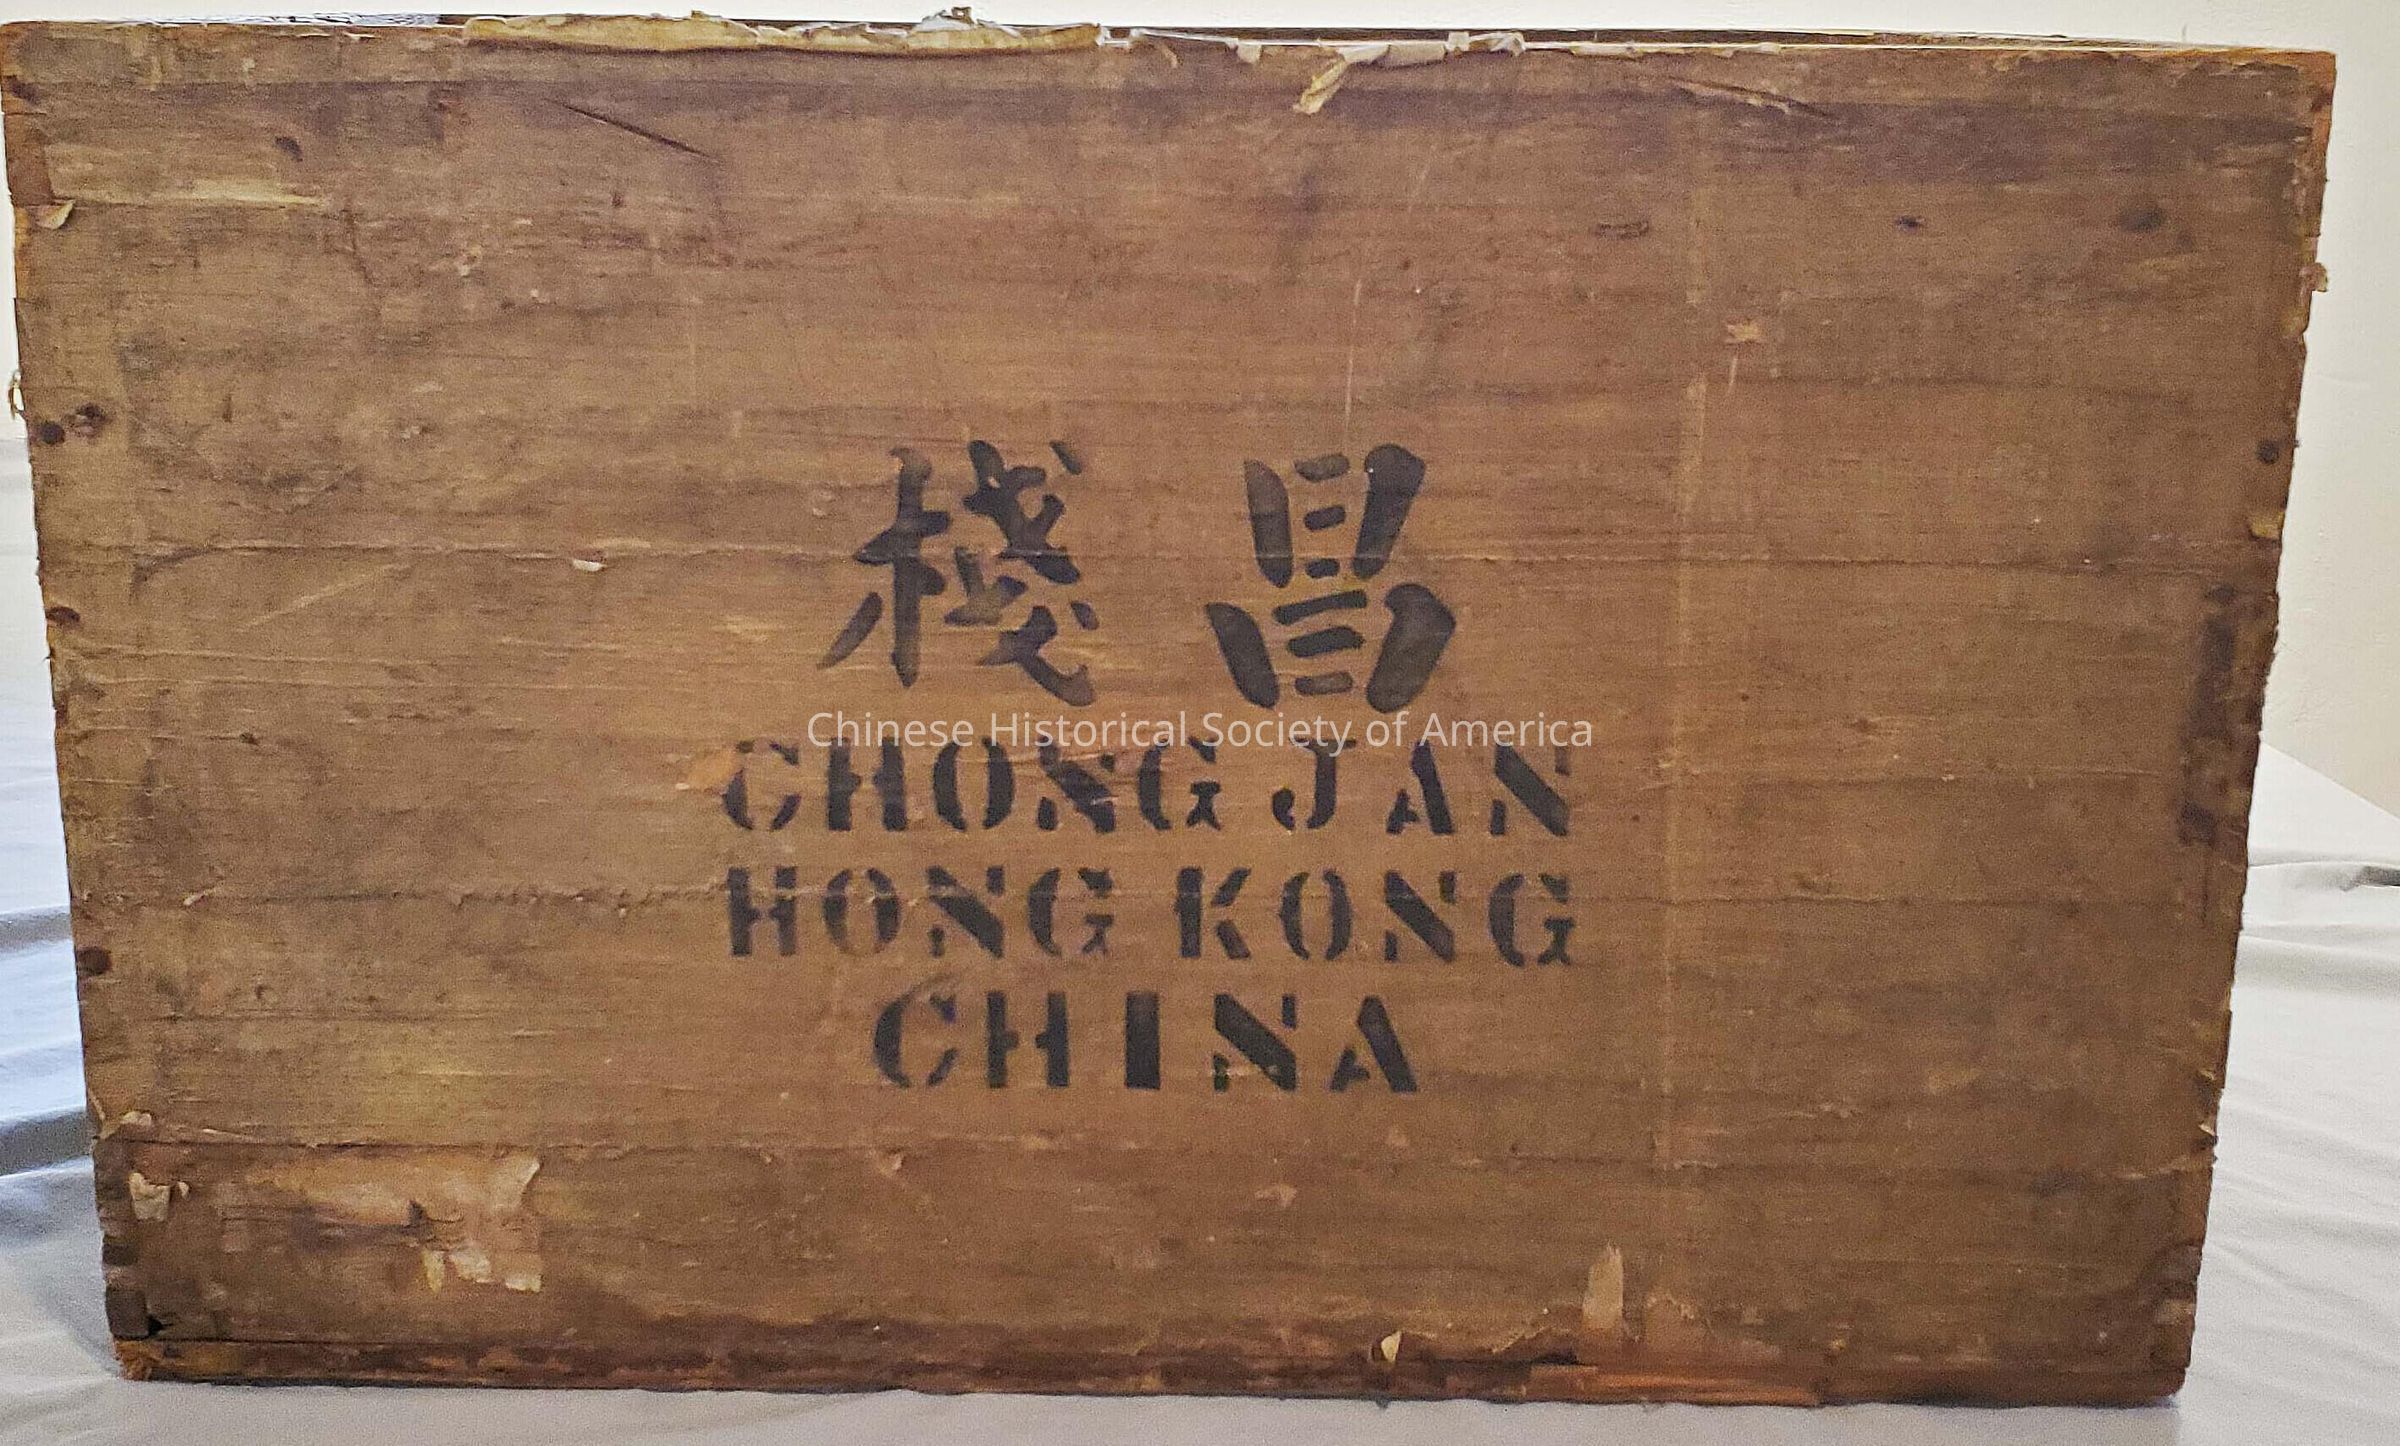 昌棧
Chinese Historical Society of America
CHONG JAN
HONG KONG
CHINA